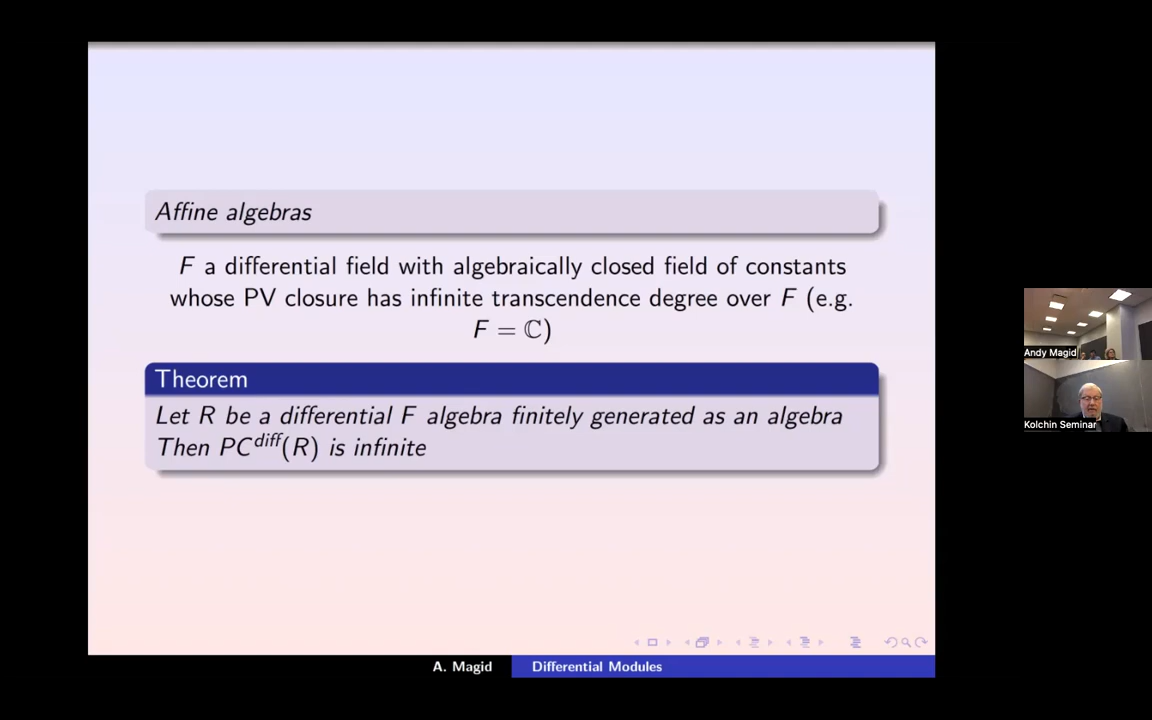 Affine algebras
F a differential field with algebraically closed field of constants
whose PV closure has infinite transcendence degree over F (e.g.
F = ℂ)
Theorem
Let R be a differential F algebra finitely generated as an algebra
Then PC^diff(R) is infinite
A. Magid
Differential Modules
Andy Magid
Kolchin Seminar